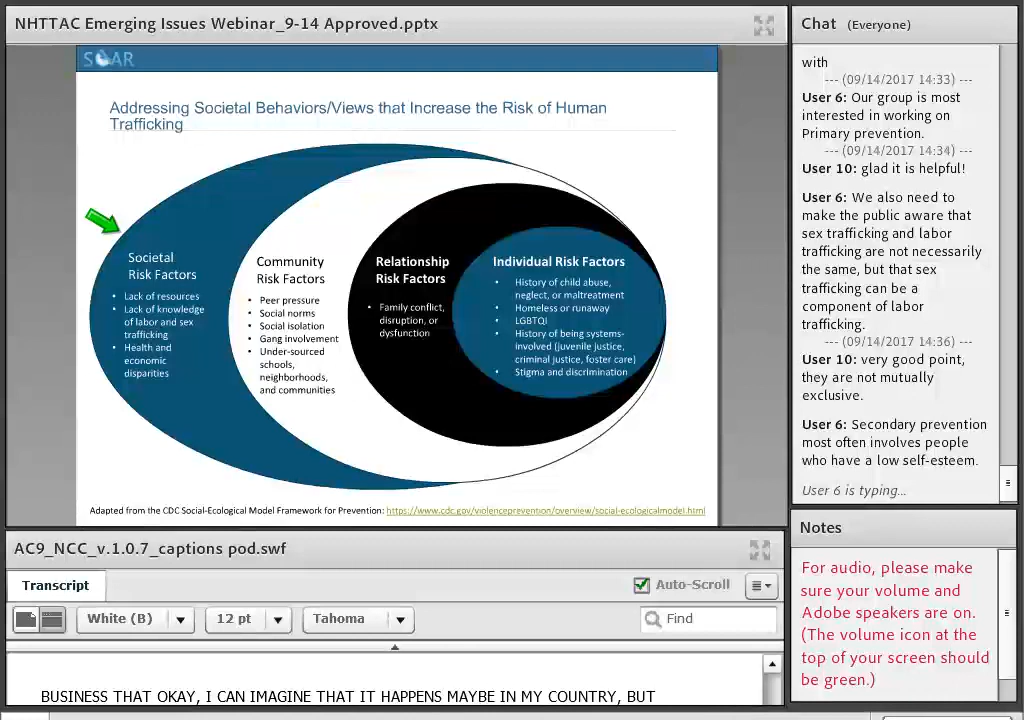 NHTTAC Emerging Issues Webinar_9-14 Approved.pptx
SOAR
Addressing Societal Behaviors/Views that Increase the Risk of Human
Trafficking
Societal
Risk Factors
• Lack of resources
• Lack of knowledge
of labor and sex
trafficking
• Health and
economic
disparities
Community
Risk Factors
• Peer pressure
• Social norms
• Social isolation
• Gang involvement
• Under-sourced
schools,
neighborhoods,
and communities
Relationship
Risk Factors
• Family conflict,
disruption, or
dysfunction
Individual Risk Factors
• History of child abuse,
neglect, or maltreatment
• Homeless or runaway
• LGBTQI
• History of being systems-
involved (juvenile justice,
criminal justice, foster care)
• Stigma and discrimination
Adapted from the CDC Social-Ecological Model Framework for Prevention: https://www.cdc.gov/violenceprevention/overview/social-ecologicalmodel.html
AC9_NCC_v.1.0.7_captions pod.swf
Transcript
Auto-Scroll
White (B)
12 pt
Tahoma
Find
BUSINESS THAT OKAY, I CAN IMAGINE THAT IT HAPPENS MAYBE IN MY COUNTRY, BUT
Chat (Everyone)
with
--- (09/14/2017 14:33) ---
User 6: Our group is most
interested in working on
Primary prevention.
--- (09/14/2017 14:34) ---
User 10: glad it is helpful!
User 6: We also need to
make the public aware that
sex trafficking and labor
trafficking are not necessarily
the same, but that sex
trafficking can be a
component of labor
trafficking.
--- (09/14/2017 14:36) ---
User 10: very good point,
they are not mutually
exclusive.
User 6: Secondary prevention
most often involves people
who have a low self-esteem.
User 6 is typing...
Notes
For audio, please make
sure your volume and
Adobe speakers are on.
(The volume icon at the
top of your screen should
be green.)